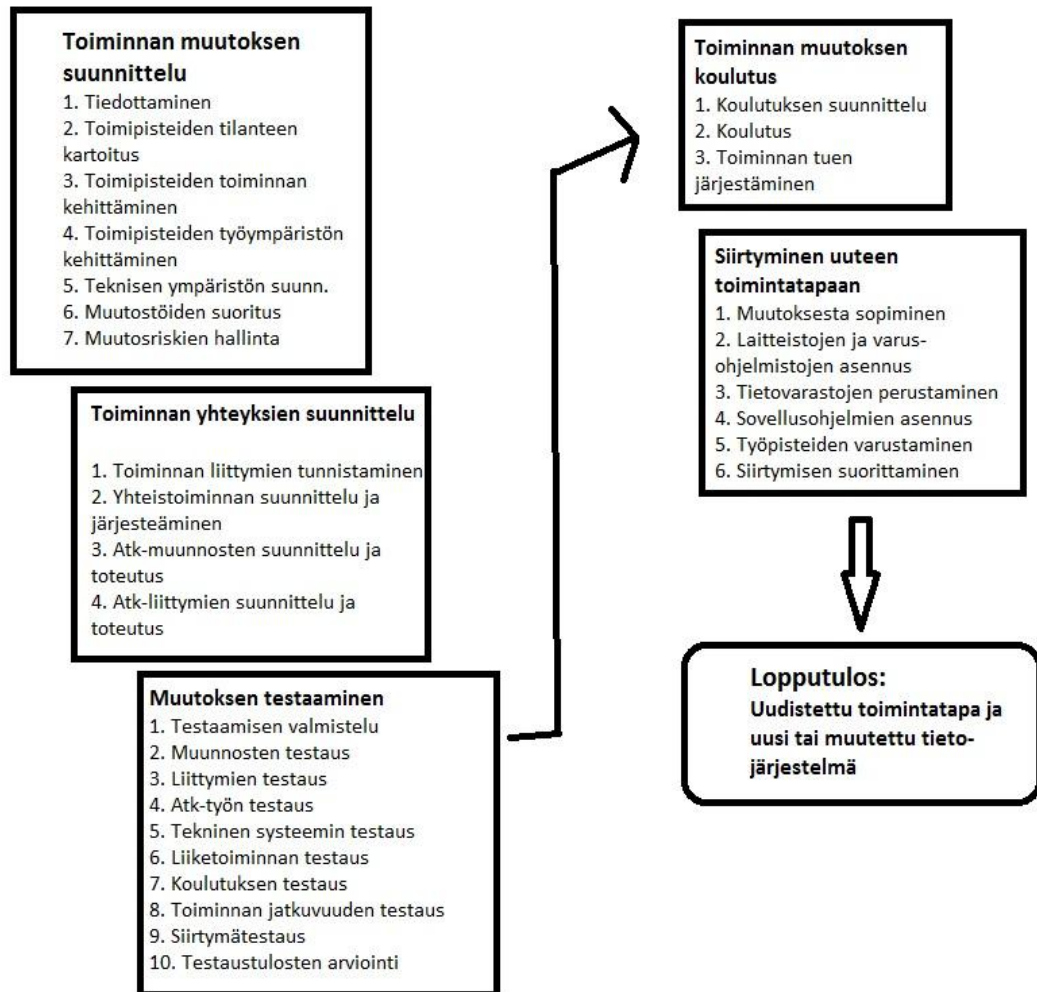 Toiminnan muutoksen
suunnittelu
1. Tiedottaminen
2. Toimipisteiden tilanteen
kartoitus
3. Toimipisteiden toiminnan
kehittäminen
4. Toimipisteiden työympäristön
kehittäminen
5. Teknisen ympäristön suunn.
6. Muutostöiden suoritus
7. Muutosriskien hallinta
Toiminnan yhteyksien suunnittelu
1. Toiminnan liittymien tunnistaminen
2. Yhteistoiminnan suunnittelu ja
järjesteäminen
3. Atk-muunnosten suunnittelu ja
toteutus
4. Atk-liittymien suunnittelu ja
toteutus
Muutoksen testaaminen
1. Testaamisen valmistelu
2. Muunnosten testaus
3. Liittymien testaus
4. Atk-työn testaus
5. Tekninen systeemin testaus
6. Liiketoiminnan testaus
7. Koulutuksen testaus
8. Toiminnan jatkuvuuden testaus
9. Siirtymätestaus
10. Testaustulosten arviointi
Toiminnan muutoksen
koulutus
1. Koulutuksen suunnittelu
2. Koulutus
3. Toiminnan tuen
järjestäminen
Siirtyminen uuteen
toimintatapaan
1. Muutoksesta sopiminen
2. Laitteistojen ja varus-
ohjelmistojen asennus
3. Tietovarastojen perustaminen
4. Sovellusohjelmien asennus
5. Työpisteiden varustaminen
6. Siirtymisen suorittaminen
Lopputulos:
Uudistettu toimintatapa ja
uusi tai muutettu tieto-
järjestelmä